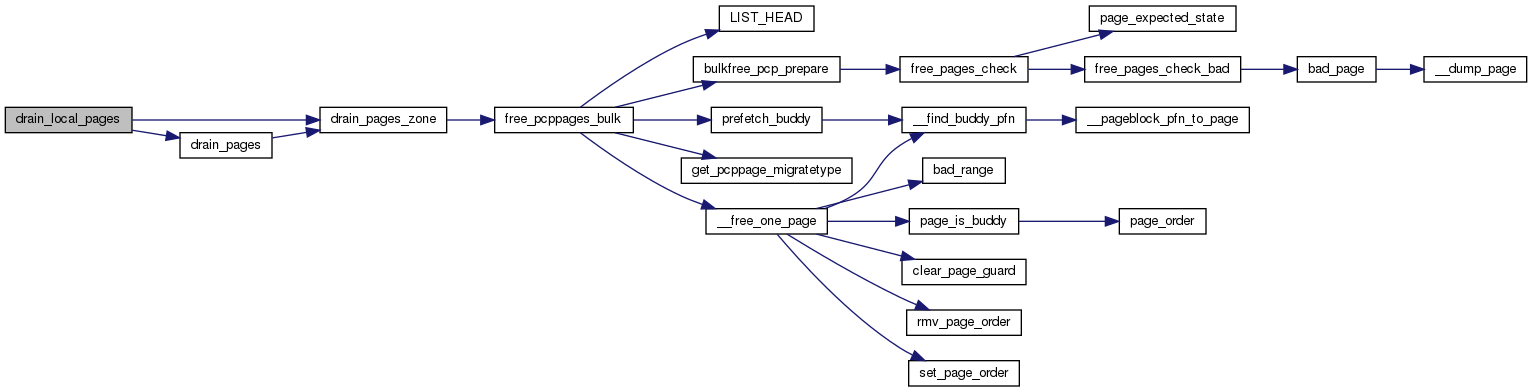 drain_local_pages
drain_pages
drain_pages_zone
free_pcppages_bulk
LIST_HEAD
bulkfree_pcp_prepare
prefetch_buddy
get_pcppage_migratetype
__free_one_page
free_pages_check
__find_buddy_pfn
bad_range
page_is_buddy
clear_page_guard
rmv_page_order
set_page_order
page_expected_state
free_pages_check_bad
__pageblock_pfn_to_page
page_order
bad_page
__dump_page